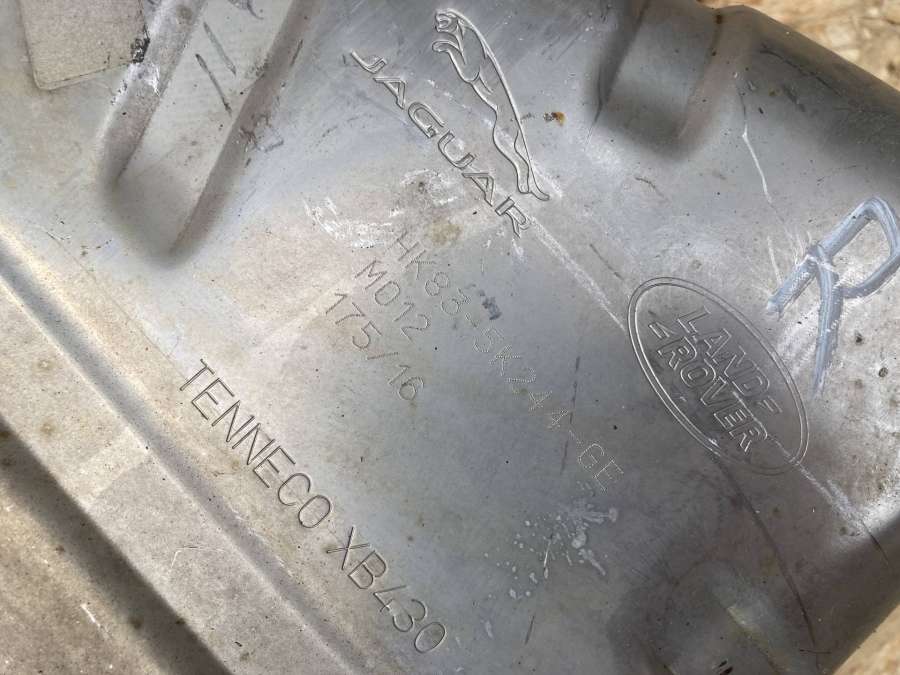 JAGUAR
HK83-5K244-GE
M012
175/16
TENNECO XB430
LAND-
ROVER
R